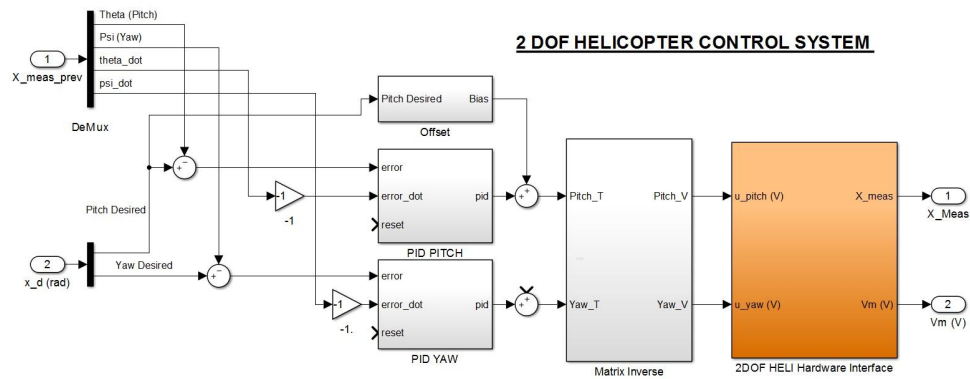 2 DOF HELICOPTER CONTROL SYSTEM
Theta (Pitch)
Psi (Yaw)
theta_dot
psi_dot
1
X_meas_prev
DeMux
Pitch Desired
Bias
Offset
Pitch Desired
2
x_d (rad)
Yaw Desired
-1
-1
error
error_dot
pid
reset
PID PITCH
-1
-1.
error
error_dot
pid
reset
PID YAW
Pitch_T
Pitch_V
Yaw_T
Yaw_V
Matrix Inverse
u_pitch (V)
X_meas
u_yaw (V)
Vm (V)
2DOF HELI Hardware Interface
1
X_Meas
2
Vm (V)